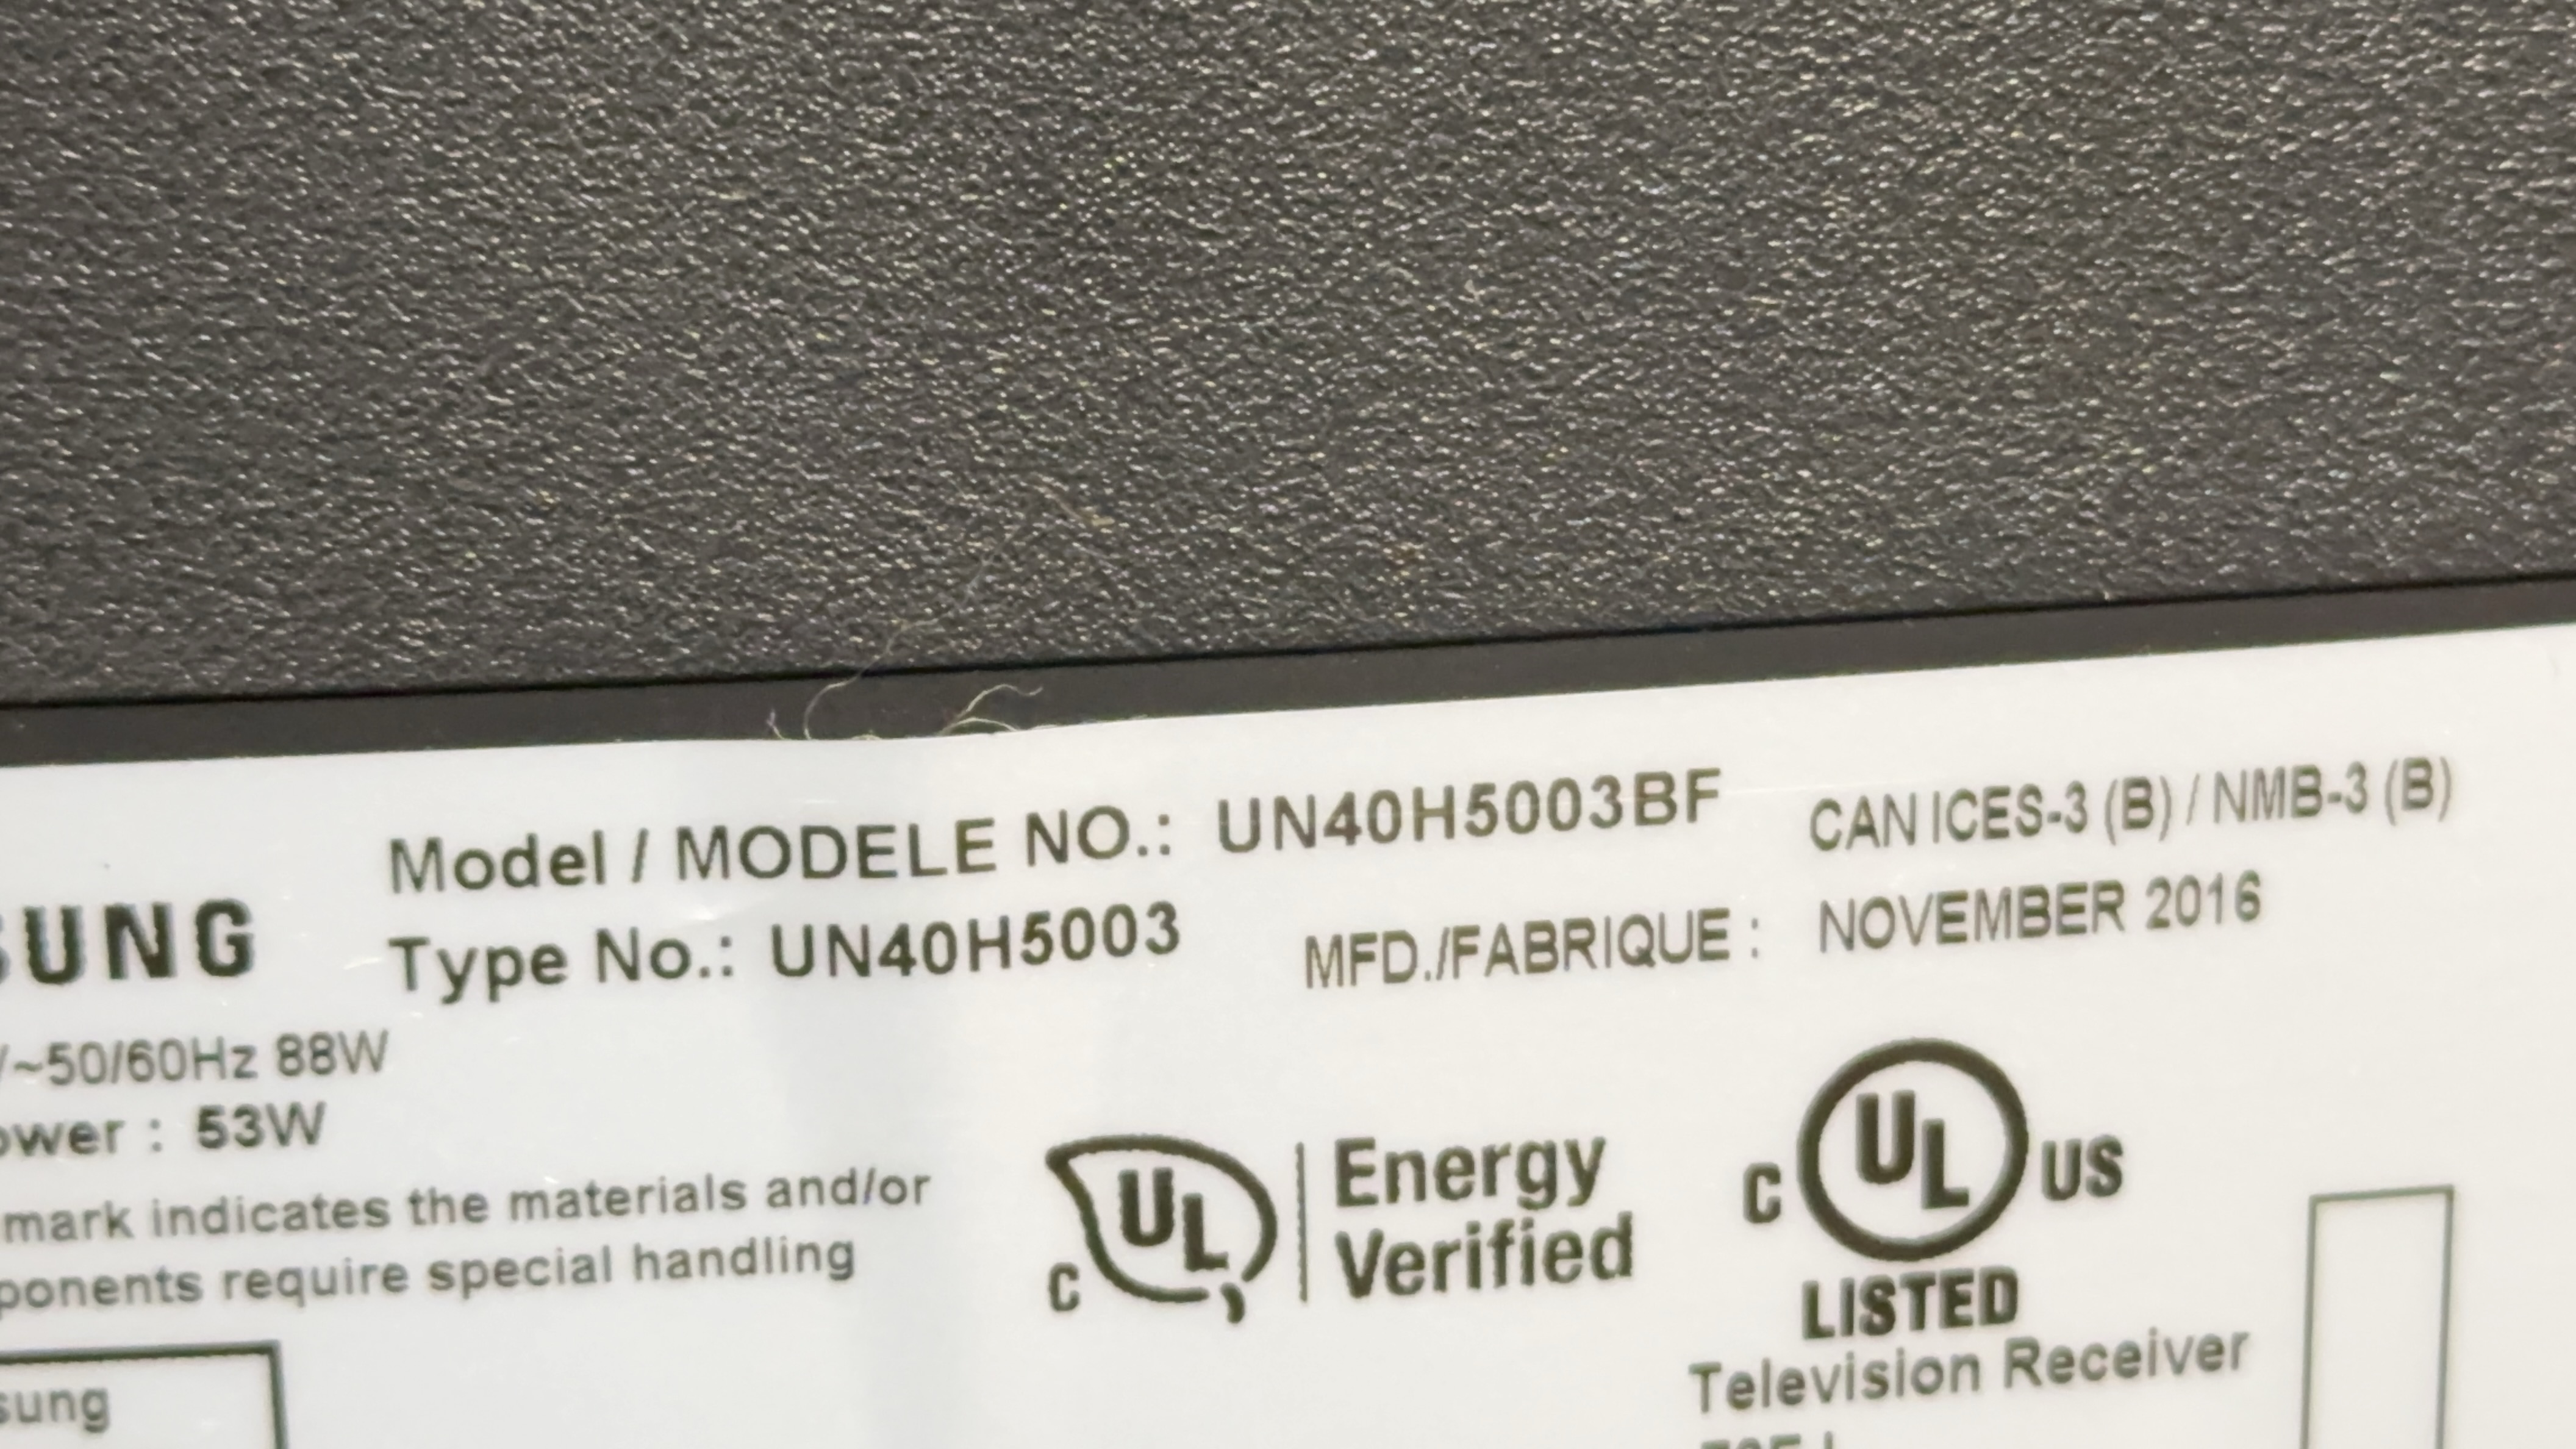 Model / MODELE NO.: UN40H5003BF CAN ICES-3 (B) / NMB-3 (B)
SUNG Type No.: UN40H5003 MFD./FABRIQUE : NOVEMBER 2016
/~50/60Hz 88W
ower : 53W
mark indicates the materials and/or
ponents require special handling
C UL Energy
Verified
C UL US
LISTED
Television Receiver
sung